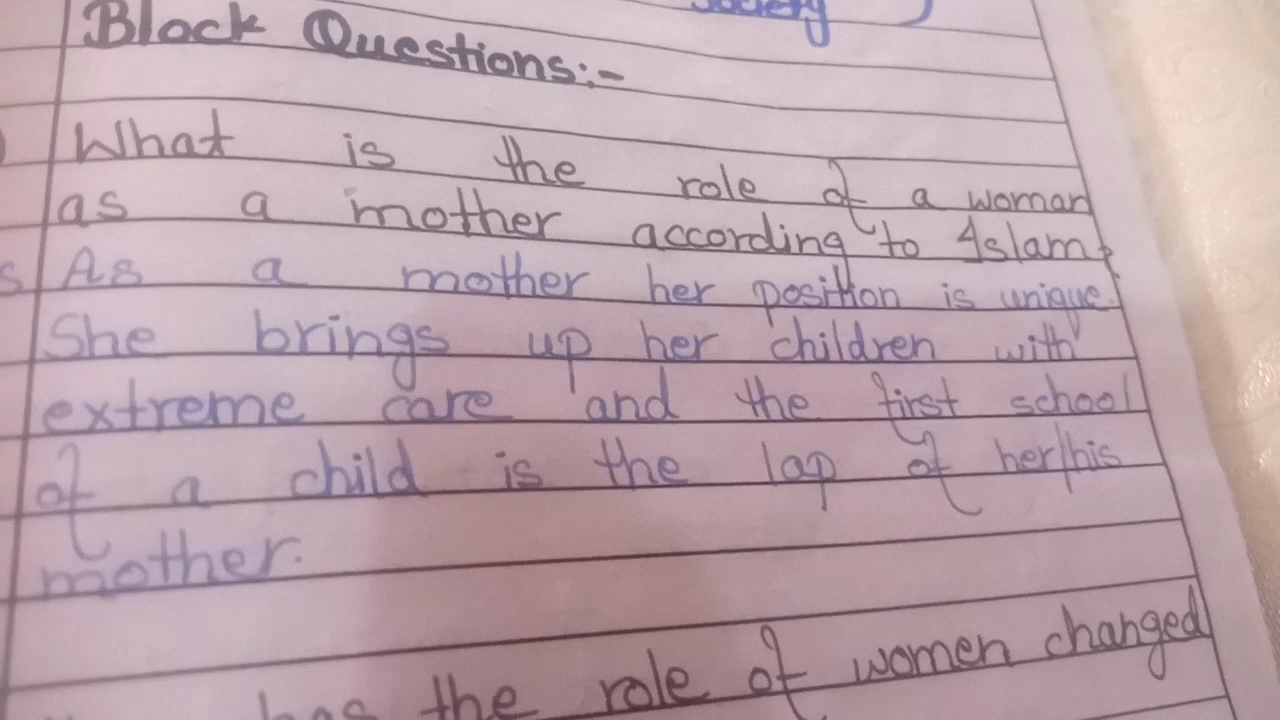 Society
Block Questions:-
What is the role of a woman
as a mother according to Islam?
As a mother her position is unique.
She brings up her children with
extreme care and the first school
of a child is the lap of her/his
mother.
has the role of women changed